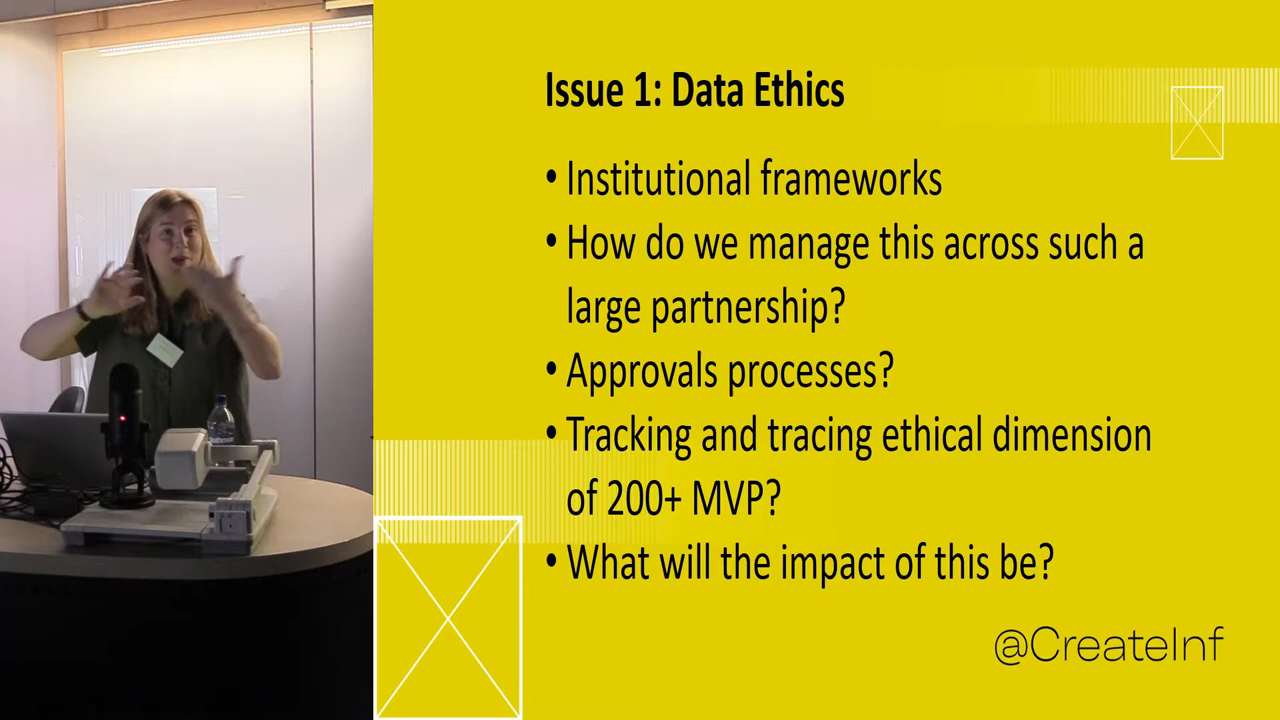 Issue 1: Data Ethics
• Institutional frameworks
• How do we manage this across such a
large partnership?
• Approvals processes?
• Tracking and tracing ethical dimension
of 200+ MVP?
• What will the impact of this be?
@CreateInf